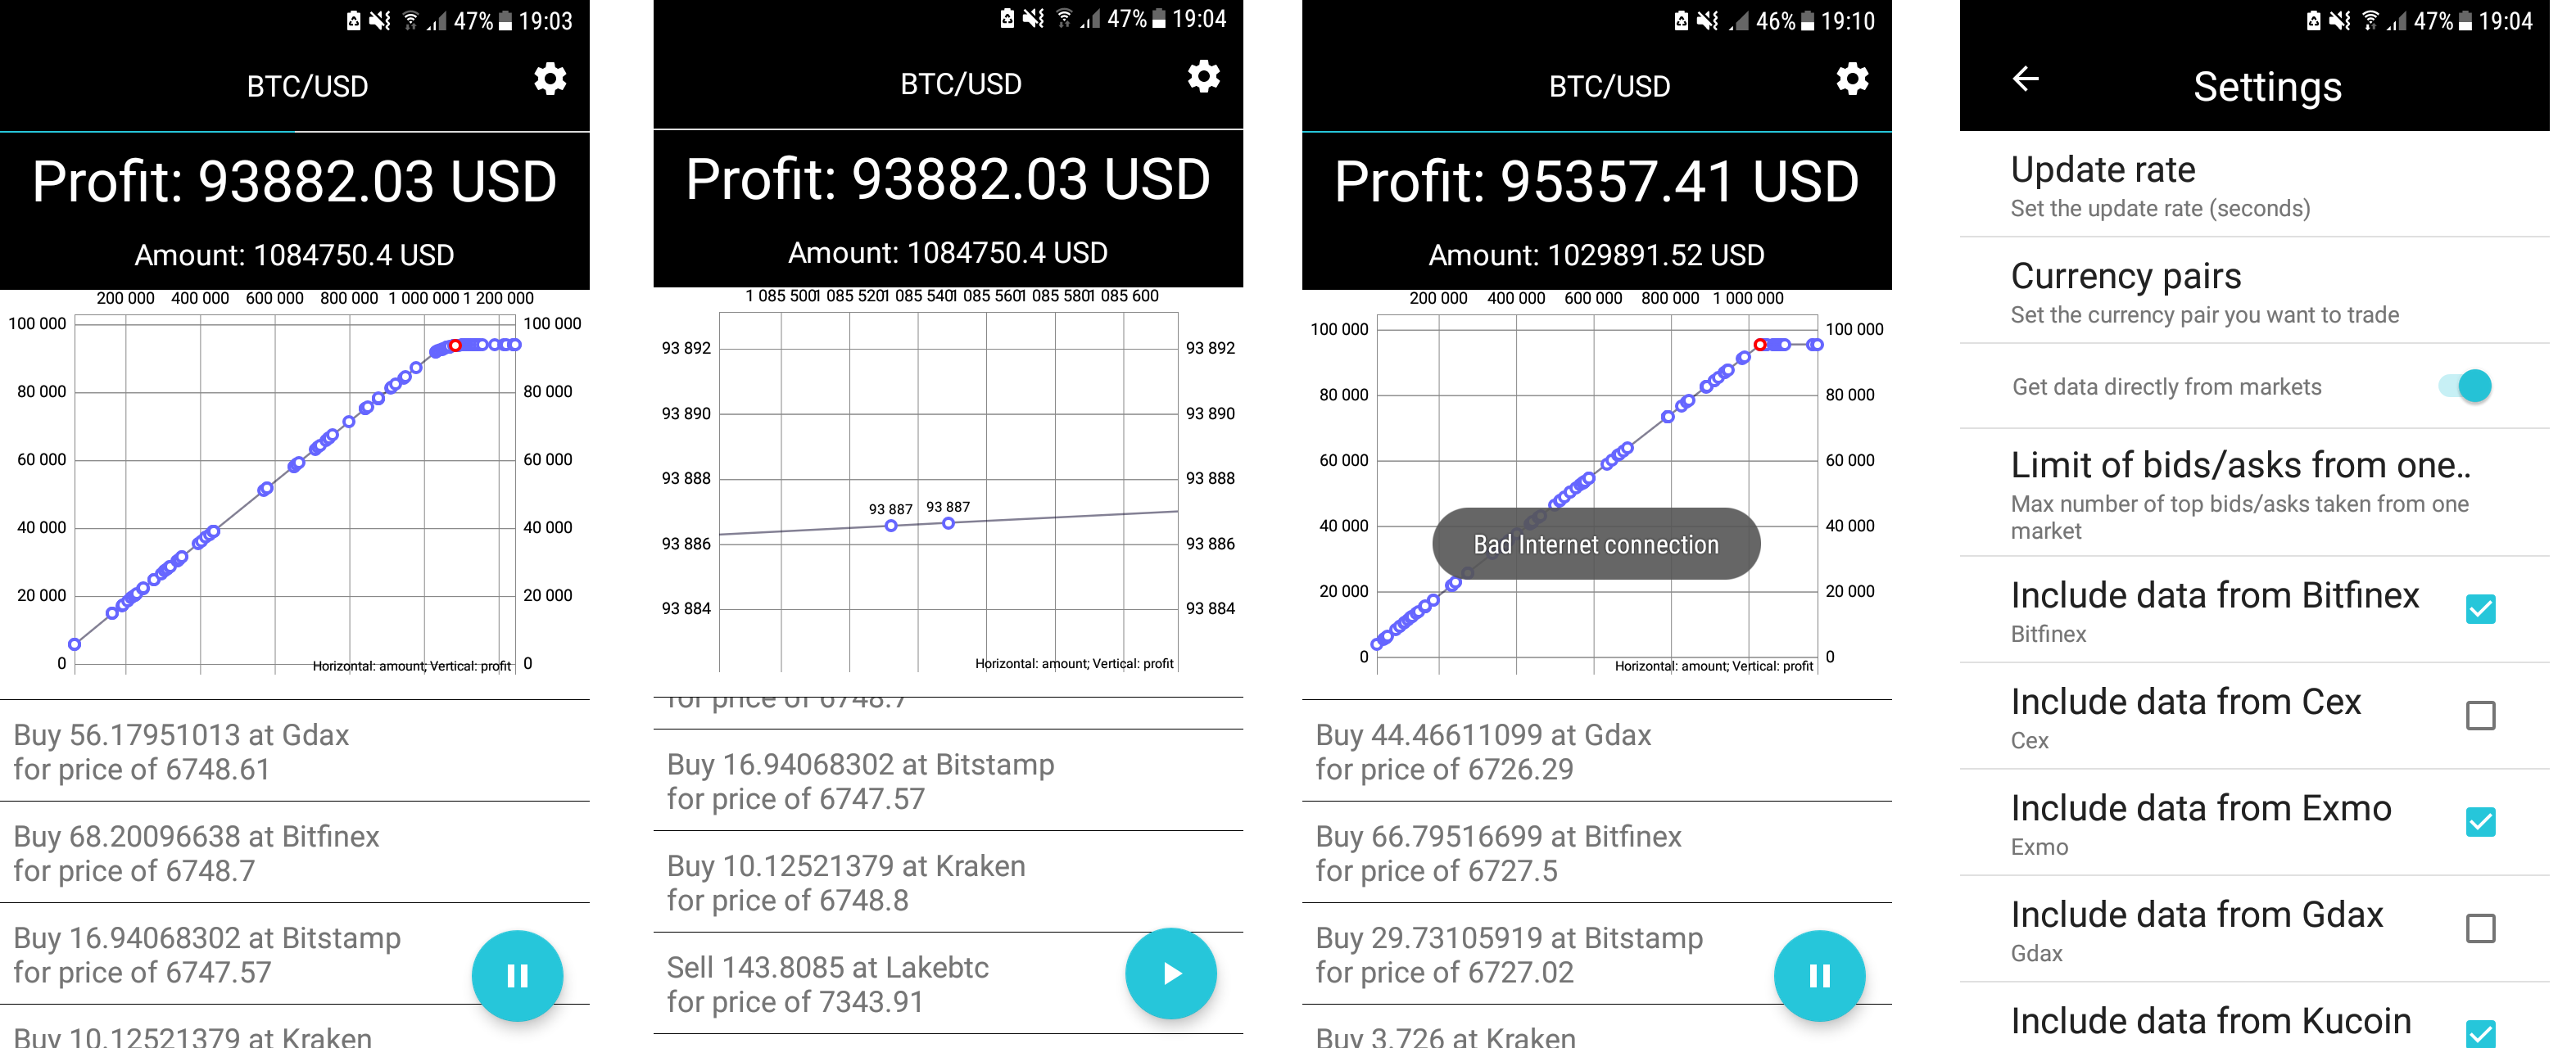 47% 19:03
BTC/USD
Profit: 93882.03 USD
Amount: 1084750.4 USD
200 000 400 000 600 000 800 000 1 000 000 1 200 000
100 000 100 000
80 000 80 000
60 000 60 000
40 000 40 000
20 000 20 000
0 0
Horizontal: amount; Vertical: profit
Buy 56.17951013 at Gdax
for price of 6748.61
Buy 68.20096638 at Bitfinex
for price of 6748.7
Buy 16.94068302 at Bitstamp
for price of 6747.57
Buy 10.12521379 at Kraken
47% 19:04
BTC/USD
Profit: 93882.03 USD
Amount: 1084750.4 USD
1 085 500 1 085 520 1 085 540 1 085 560 1 085 580 1 085 600
93 892 93 892
93 890 93 890
93 888 93 888
93 887 93 887
93 886 93 886
93 884 93 884
Horizontal: amount; Vertical: profit
for price of 6748.7
Buy 16.94068302 at Bitstamp
for price of 6747.57
Buy 10.12521379 at Kraken
for price of 6748.8
Sell 143.8085 at Lakebtc
for price of 7343.91
46% 19:10
BTC/USD
Profit: 95357.41 USD
Amount: 1029891.52 USD
200 000 400 000 600 000 800 000 1 000 000
100 000 100 000
80 000 80 000
60 000 60 000
40 000 40 000
Bad Internet connection
20 000 20 000
0 0
Horizontal: amount; Vertical: profit
Buy 44.46611099 at Gdax
for price of 6726.29
Buy 66.79516699 at Bitfinex
for price of 6727.5
Buy 29.73105919 at Bitstamp
for price of 6727.02
Buy 3.726 at Kraken
47% 19:04
Settings
Update rate
Set the update rate (seconds)
Currency pairs
Set the currency pair you want to trade
Get data directly from markets
Limit of bids/asks from one..
Max number of top bids/asks taken from one
market
Include data from Bitfinex
Bitfinex
Include data from Cex
Cex
Include data from Exmo
Exmo
Include data from Gdax
Gdax
Include data from Kucoin